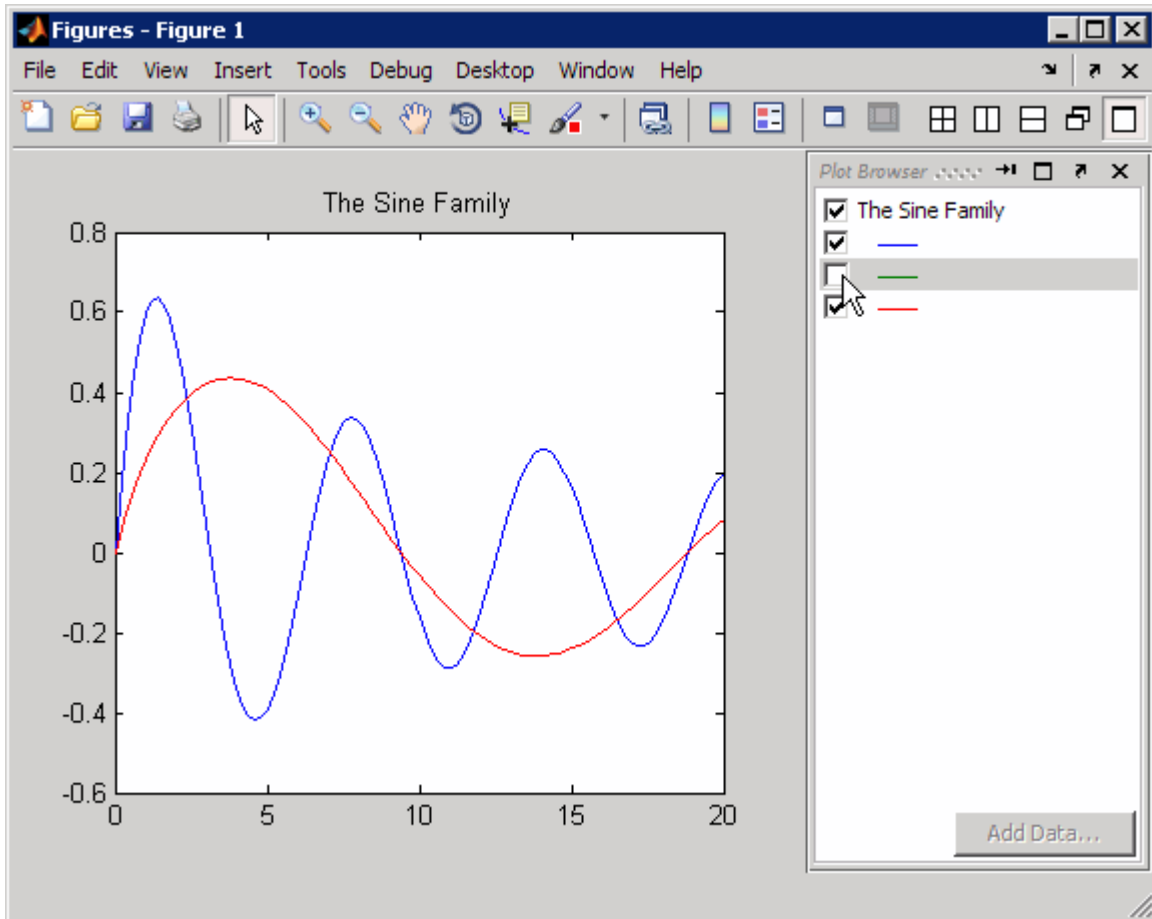 Figures - Figure 1
File Edit View Insert Tools Debug Desktop Window Help
Plot Browser
The Sine Family
The Sine Family
0.8
0.6
0.4
0.2
0
-0.2
-0.4
-0.6
0 5 10 15 20
Add Data...